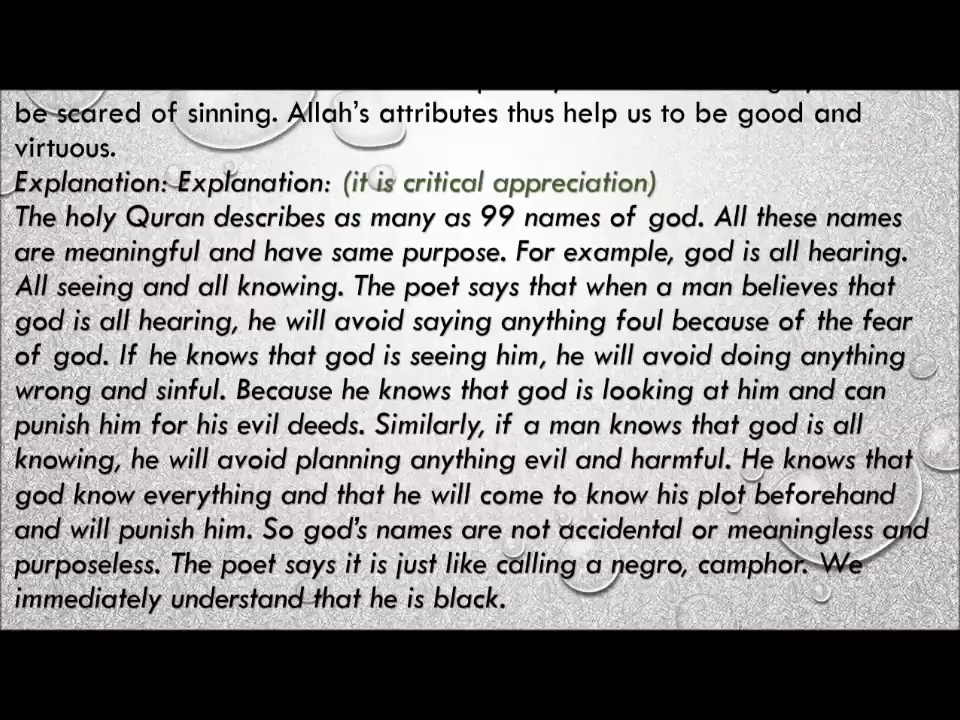 be scared of sinning. Allah's attributes thus help us to be good and
virtuous.
Explanation: Explanation: (it is critical appreciation)
The holy Quran describes as many as 99 names of god. All these names
are meaningful and have same purpose. For example, god is all hearing.
All seeing and all knowing. The poet says that when a man believes that
god is all hearing, he will avoid saying anything foul because of the fear
of god. If he knows that god is seeing him, he will avoid doing anything
wrong and sinful. Because he knows that god is looking at him and can
punish him for his evil deeds. Similarly, if a man knows that god is all
knowing, he will avoid planning anything evil and harmful. He knows that
god know everything and that he will come to know his plot beforehand
and will punish him. So god's names are not accidental or meaningless and
purposeless. The poet says it is just like calling a negro, camphor. We
immediately understand that he is black.